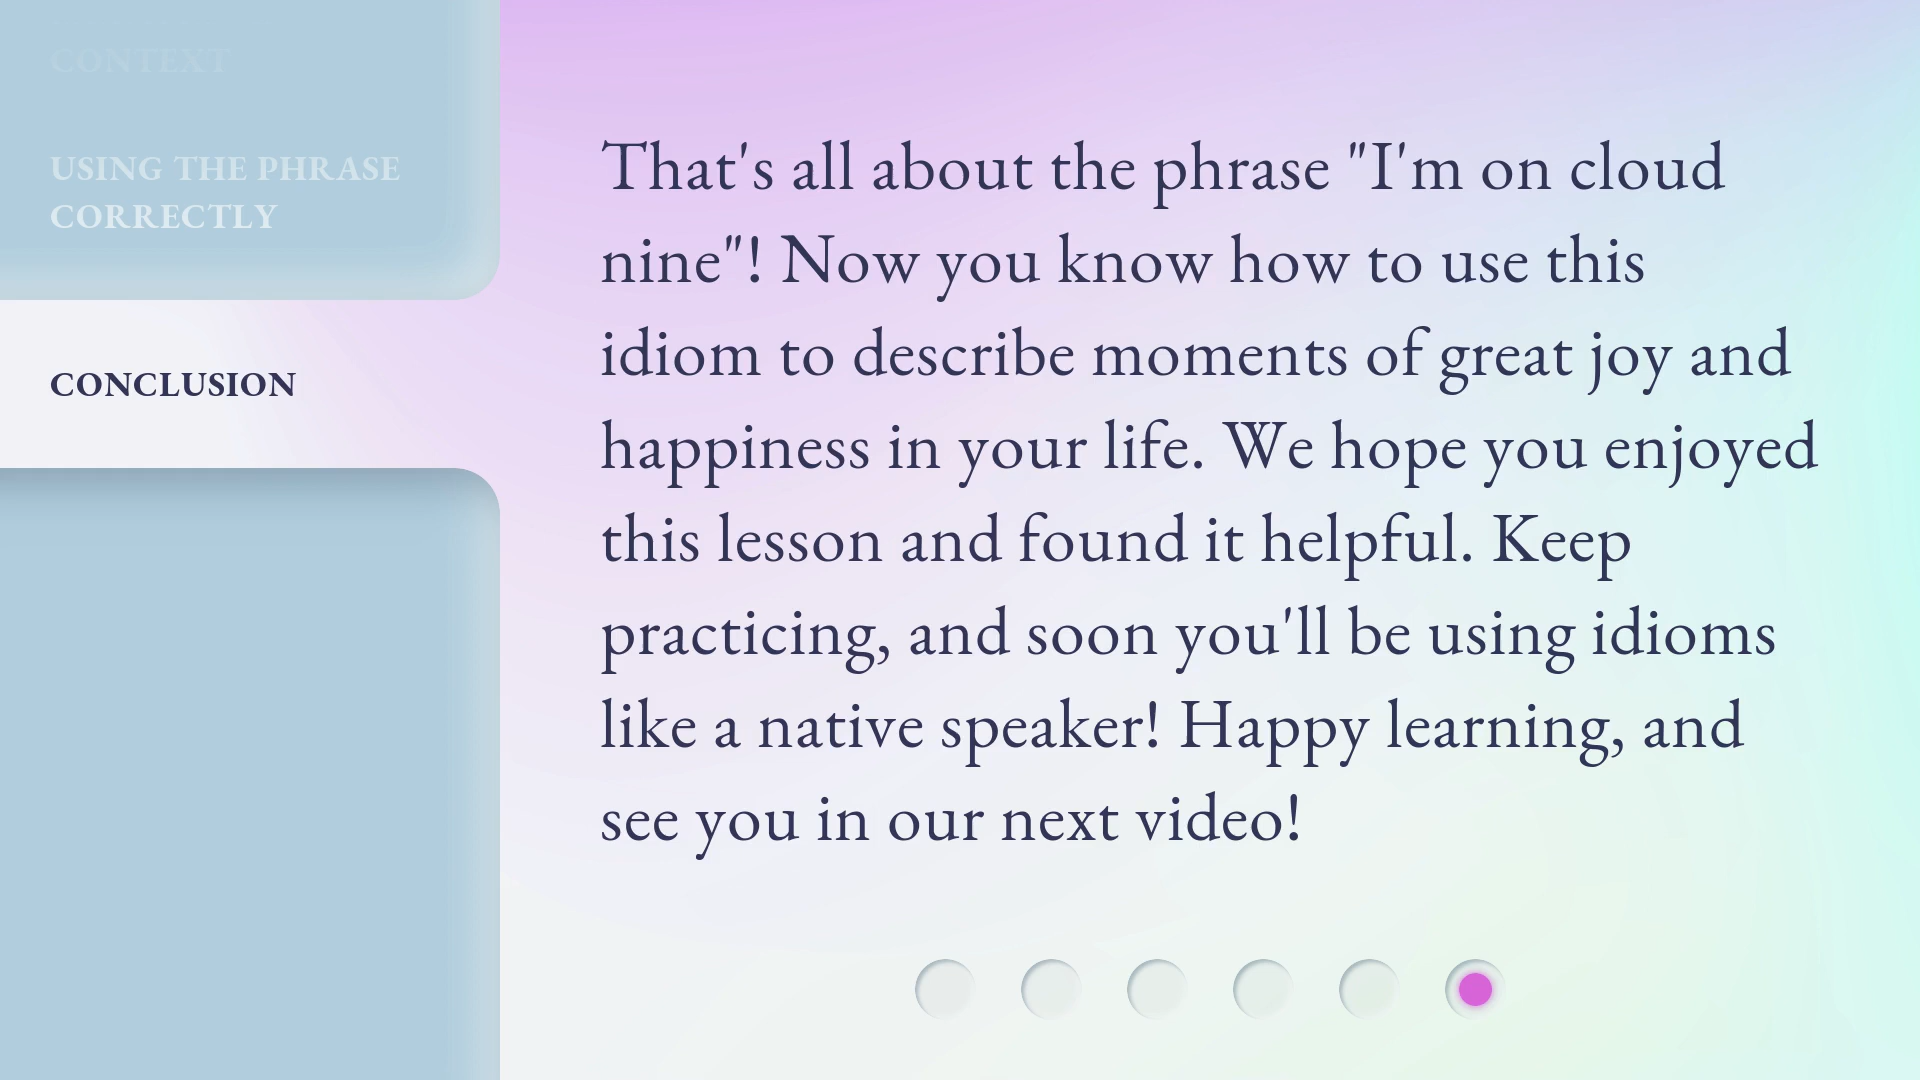 CONTEXT
USING THE PHRASE
CORRECTLY
CONCLUSION
That's all about the phrase "I'm on cloud
nine"! Now you know how to use this
idiom to describe moments of great joy and
happiness in your life. We hope you enjoyed
this lesson and found it helpful. Keep
practicing, and soon you'll be using idioms
like a native speaker! Happy learning, and
see you in our next video!